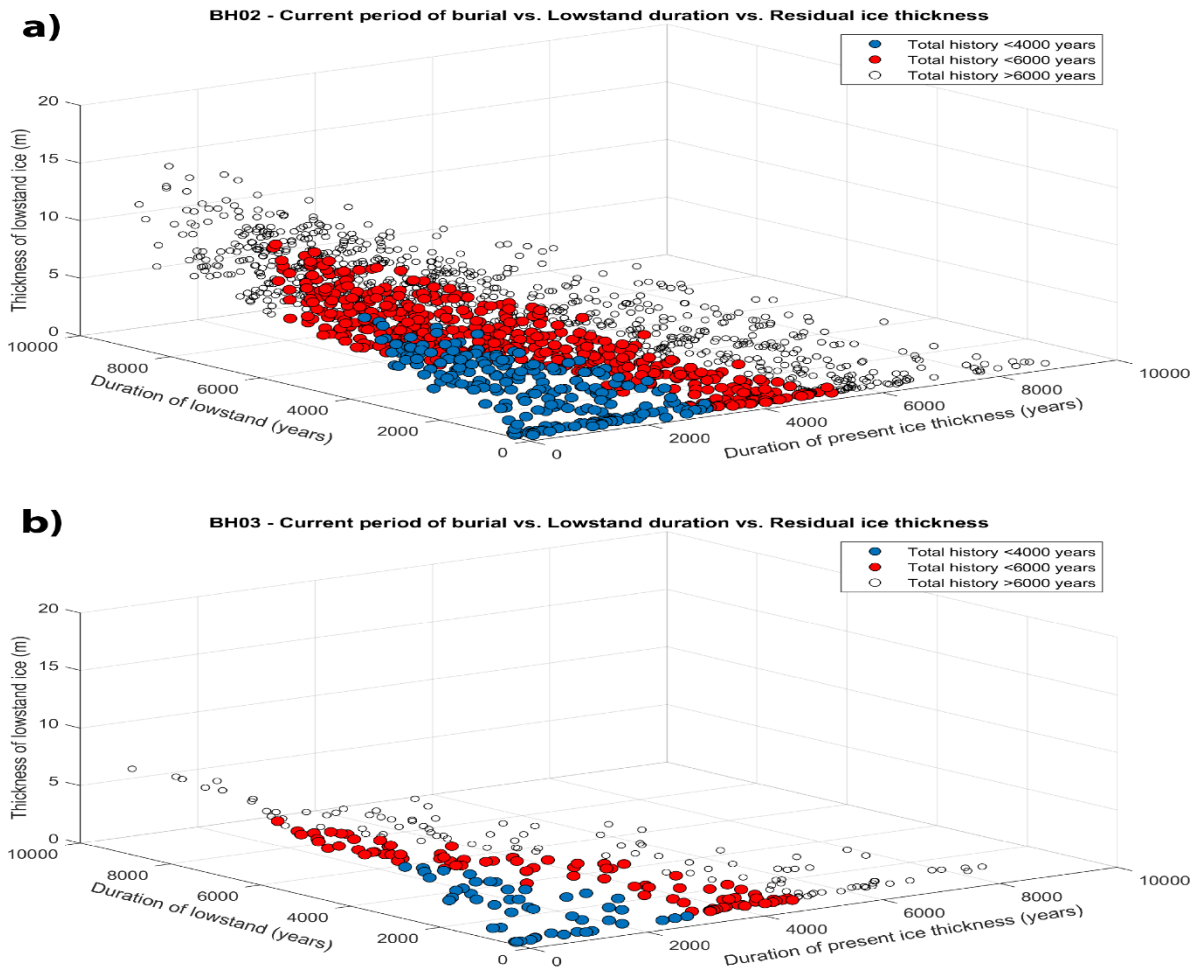 a)
BH02 - Current period of burial vs. Lowstand duration vs. Residual ice thickness
Total history <4000 years
Total history <6000 years
Total history >6000 years
Thickness of lowstand ice (m)
20
15
10
5
0
10000
8000
6000
4000
2000
0
Duration of lowstand (years)
0
2000
4000
6000
8000
10000
Duration of present ice thickness (years)
b)
BH03 - Current period of burial vs. Lowstand duration vs. Residual ice thickness
Total history <4000 years
Total history <6000 years
Total history >6000 years
Thickness of lowstand ice (m)
20
15
10
5
0
10000
8000
6000
4000
2000
0
Duration of lowstand (years)
0
2000
4000
6000
8000
10000
Duration of present ice thickness (years)